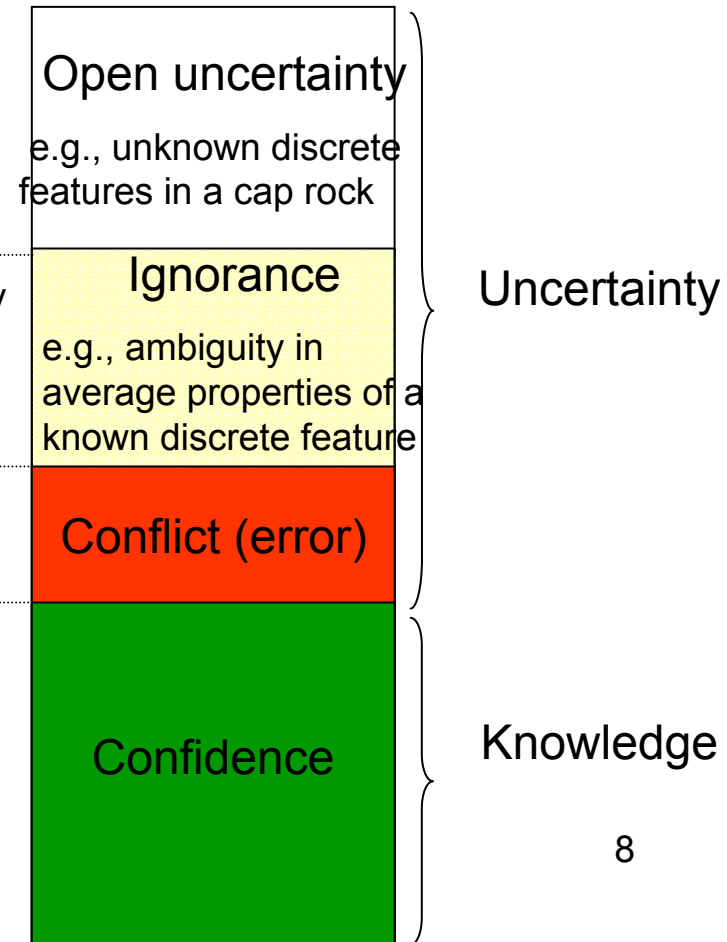 Open uncertainty
e.g., unknown discrete
features in a cap rock
Ignorance
e.g., ambiguity in
average properties of a
known discrete feature
Conflict (error)
Confidence
Uncertainty
Knowledge
8